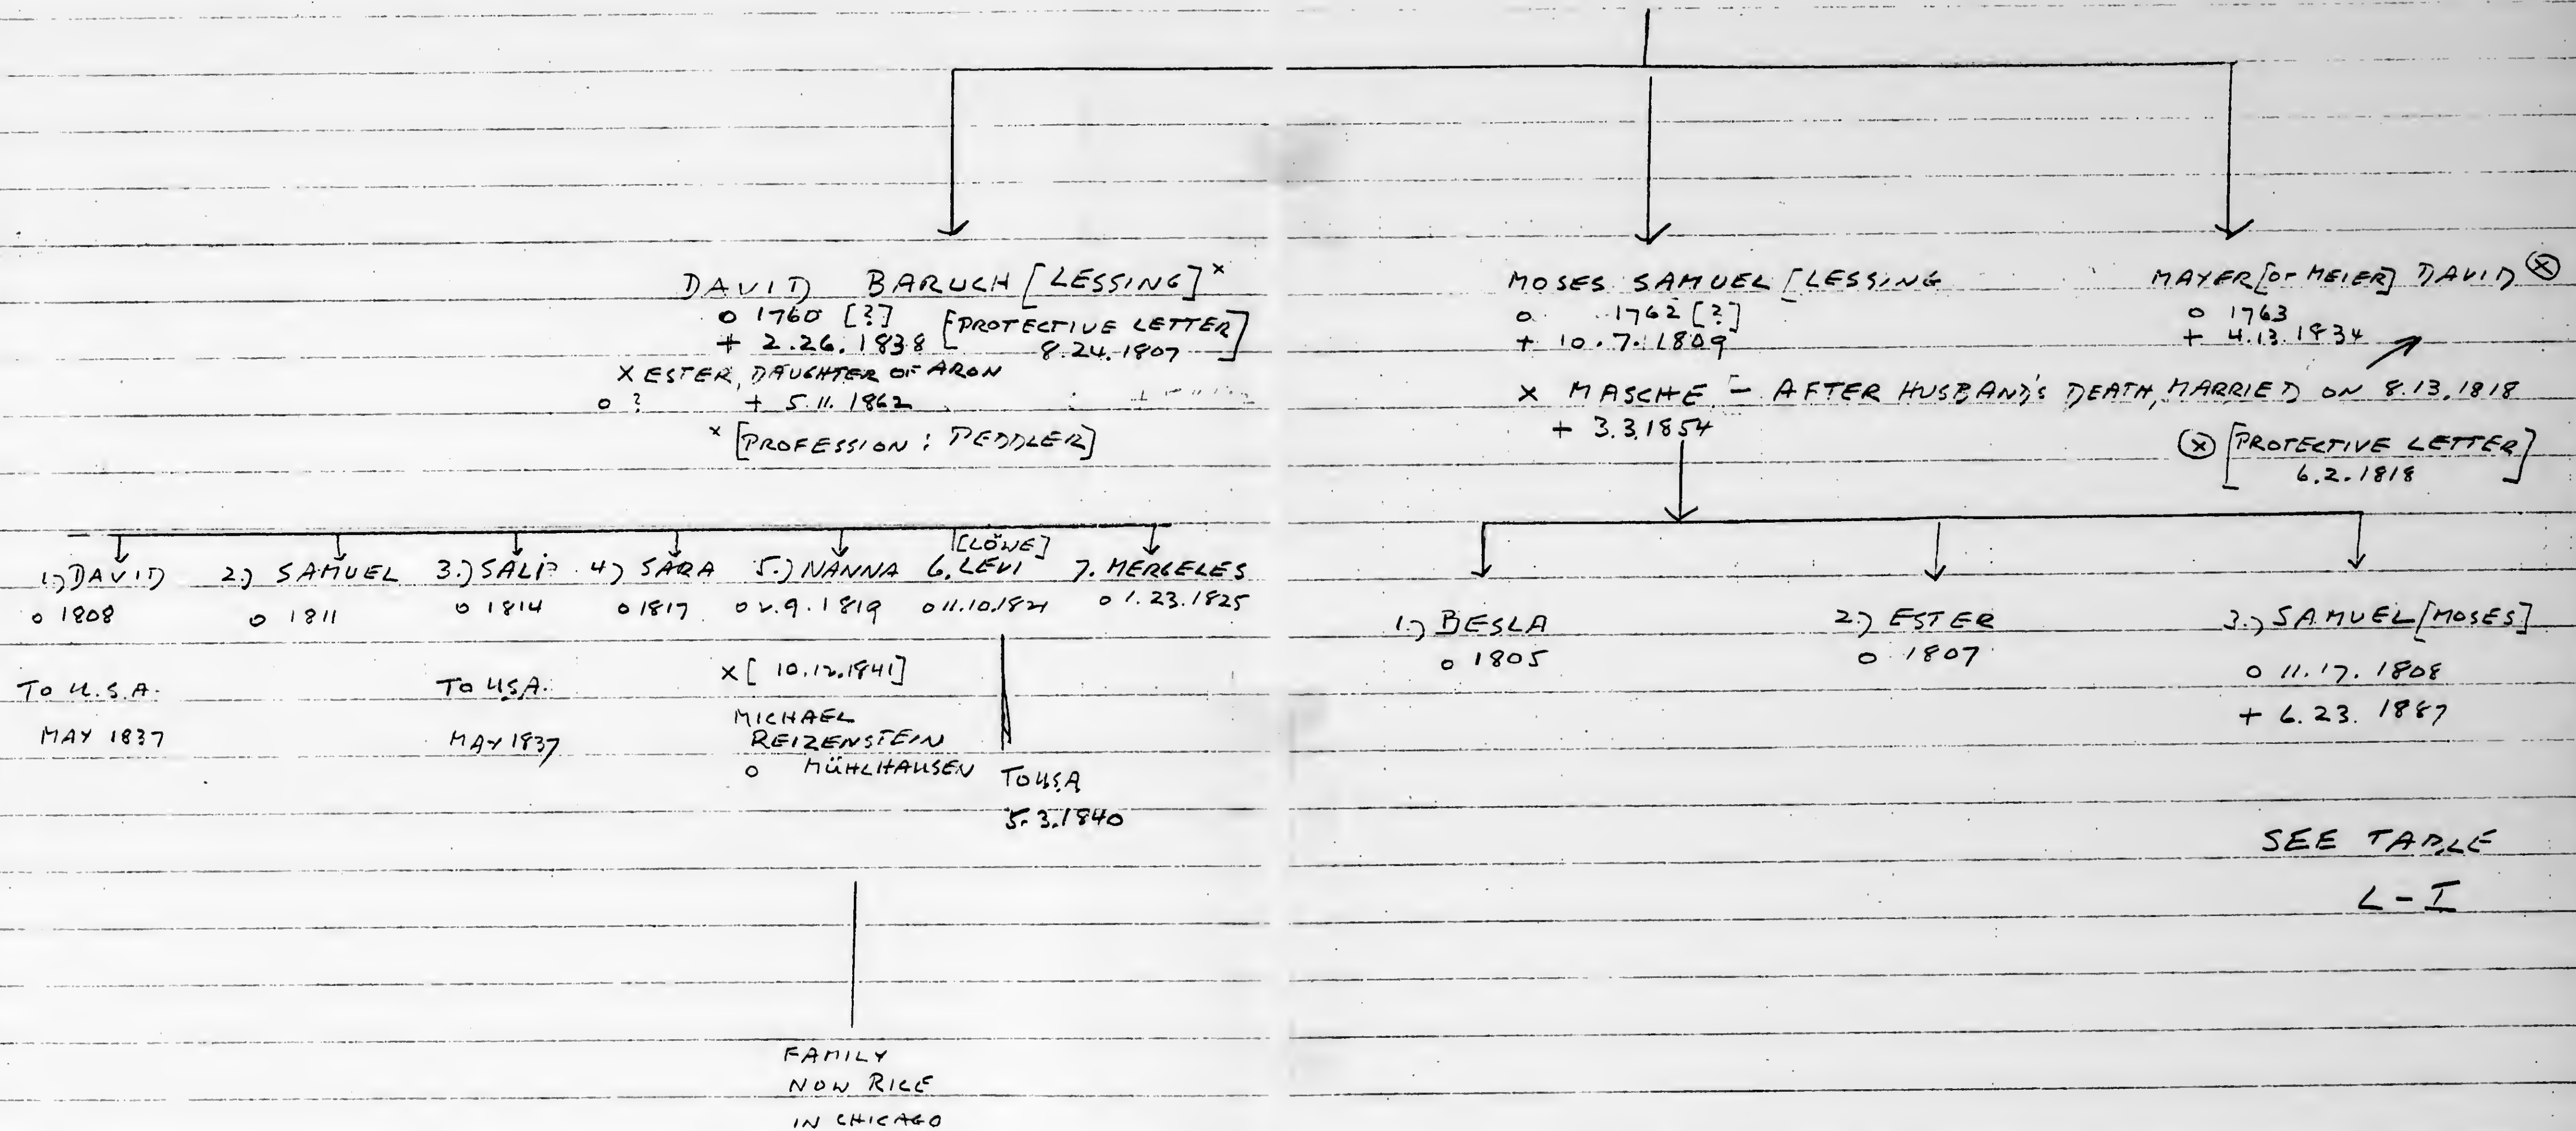 DAVID BARUCH [LESSING] x
o 1760 [?]
+ 2.26.1838
[PROTECTIVE LETTER]
8.24.1807
X ESTER, DAUGHTER OF ARON
o ? + 5.11.1862
x [PROFESSION: PEDDLER]
1.) DAVID
o 1808
TO U.S.A.
MAY 1837
2.) SAMUEL
o 1811
3.)
o 1814
TO USA.
MAY 1837
4.) SARA
o 1817
5.) NANNA
o 2.9.1819
X [10.12.1841]
MICHAEL
REIZENSTEIN
o MÜHLHAUSEN
FAMILY
NOW RICE
IN CHICAGO
[LÖWE]
6. LEVI
o 11.10.1821
TO USA
5.3.1840
7. MERGELES
o 1.23.1825
MOSES SAMUEL [LESSING
o 1762 [?]
+ 10.7.1809
X MASCHE – AFTER HUSBAND'S DEATH, MARRIED ON 8.13.1818
+ 3.3.1854
MAYER [OR MEIER] DAVID (X)
o 1763
+ 4.13.1834
(X) [PROTECTIVE LETTER]
6.2.1818
1.) BESLA
o 1805
2.) ESTER
o 1807
3.) SAMUEL [MOSES]
o 11.17.1808
+ 6.23.1887
SEE TABLE
L-I